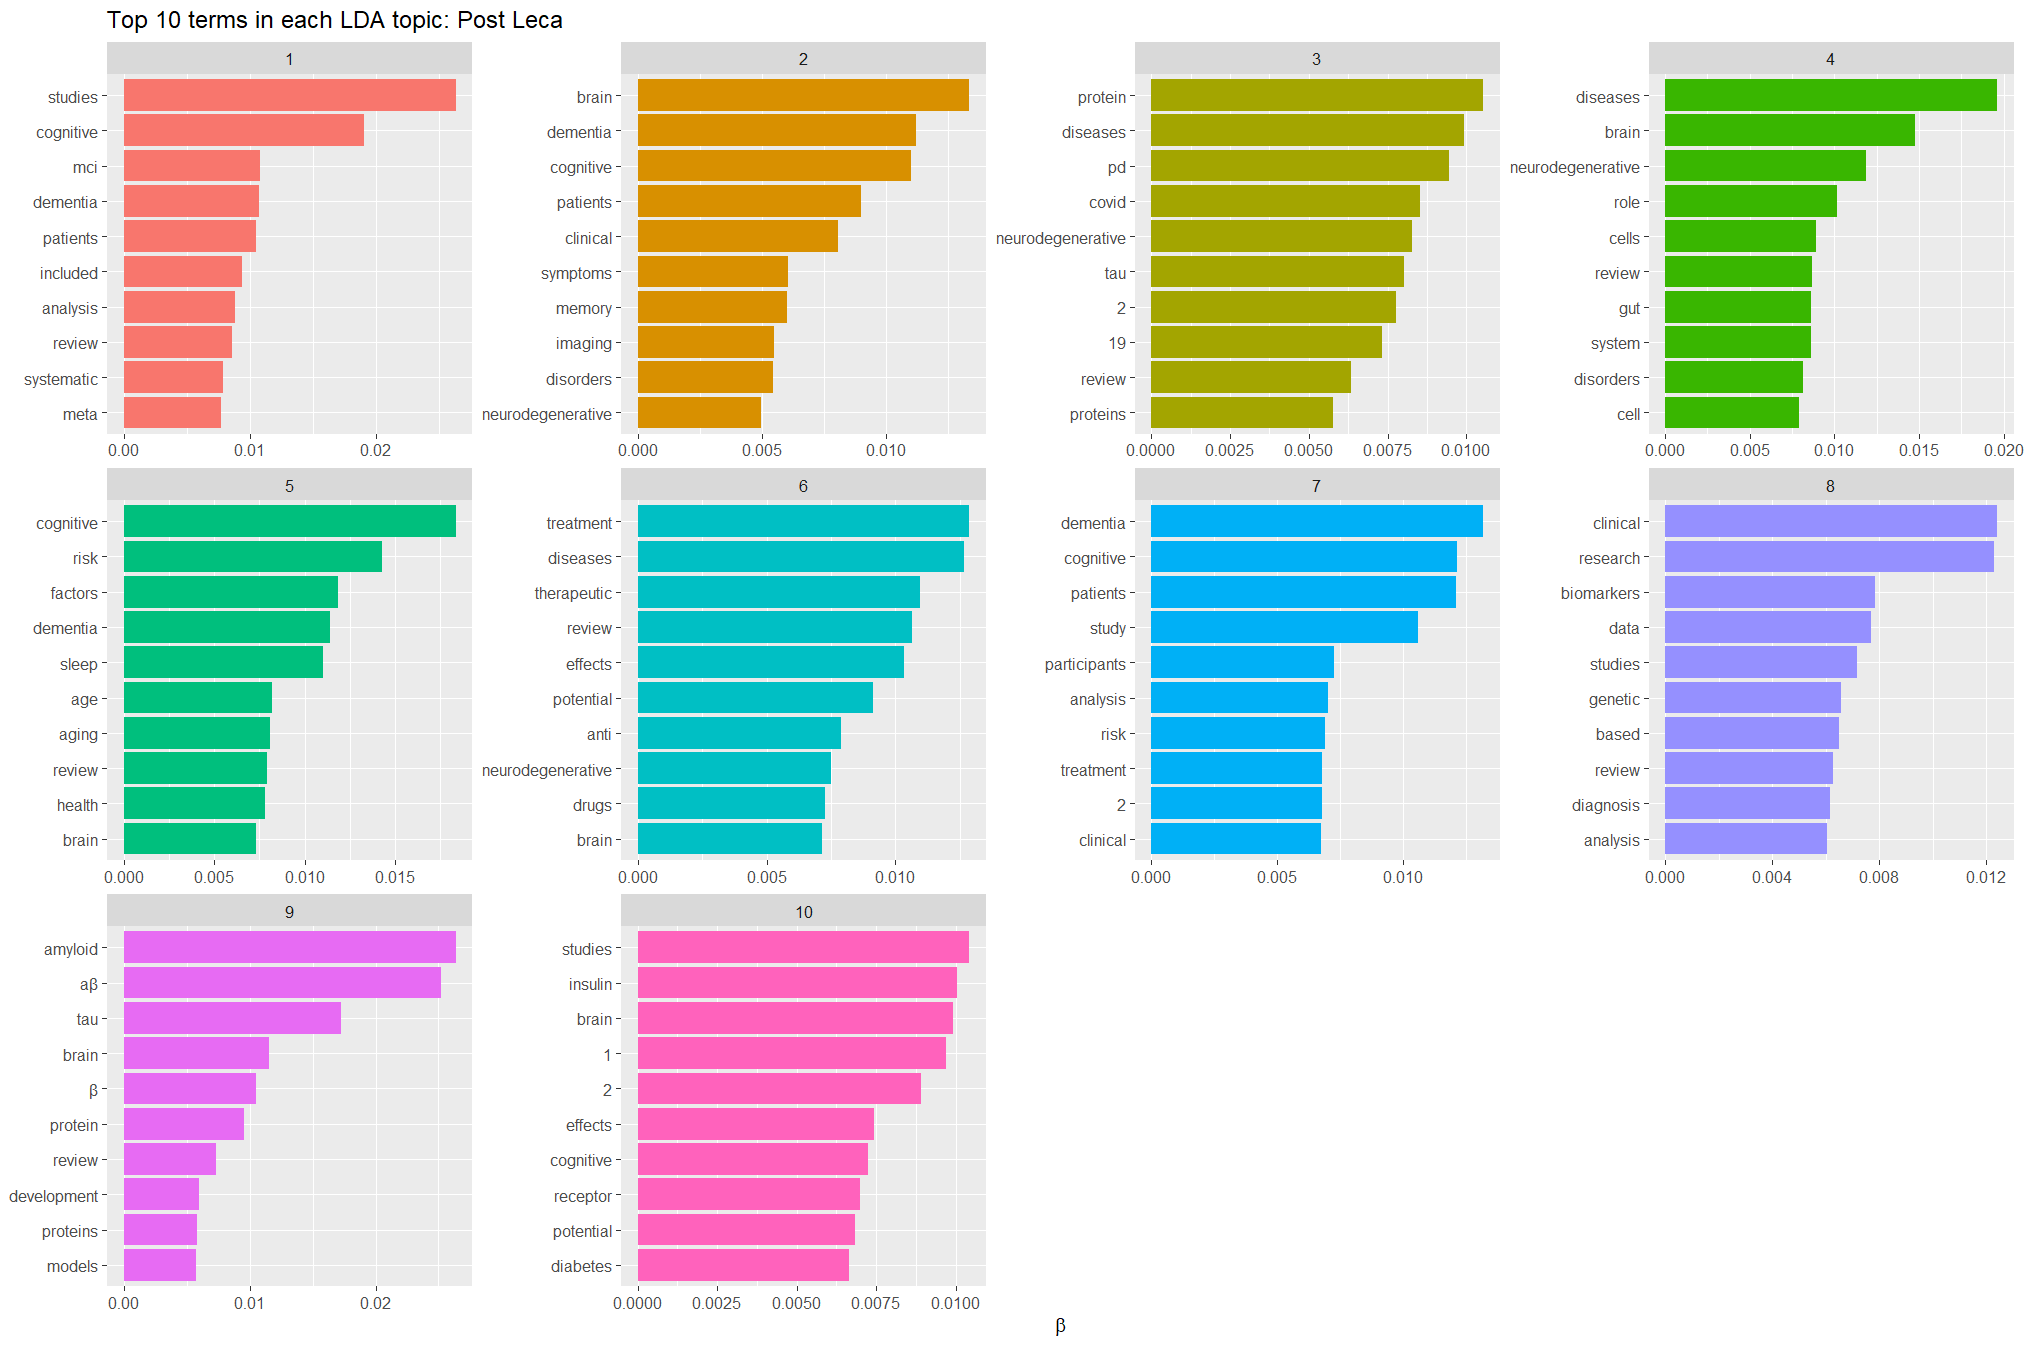 Top 10 terms in each LDA topic: Post Leca
1
studies
cognitive
mci
dementia
patients
included
analysis
review
systematic
meta
0.00 0.01 0.02
2
brain
dementia
cognitive
patients
clinical
symptoms
memory
imaging
disorders
neurodegenerative
0.000 0.005 0.010
3
protein
diseases
pd
covid
neurodegenerative
tau
2
19
review
proteins
0.0000 0.0025 0.0050 0.0075 0.0100
4
diseases
brain
neurodegenerative
role
cells
review
gut
system
disorders
cell
0.000 0.005 0.010 0.015 0.020
5
cognitive
risk
factors
dementia
sleep
age
aging
review
health
brain
0.000 0.005 0.010 0.015
6
treatment
diseases
therapeutic
review
effects
potential
anti
neurodegenerative
drugs
brain
0.000 0.005 0.010
7
dementia
cognitive
patients
study
participants
analysis
risk
treatment
2
clinical
0.000 0.005 0.010
8
clinical
research
biomarkers
data
studies
genetic
based
review
diagnosis
analysis
0.000 0.004 0.008 0.012
9
amyloid
aβ
tau
brain
β
protein
review
development
proteins
models
0.00 0.01 0.02
10
studies
insulin
brain
1
2
effects
cognitive
receptor
potential
diabetes
0.0000 0.0025 0.0050 0.0075 0.0100
β